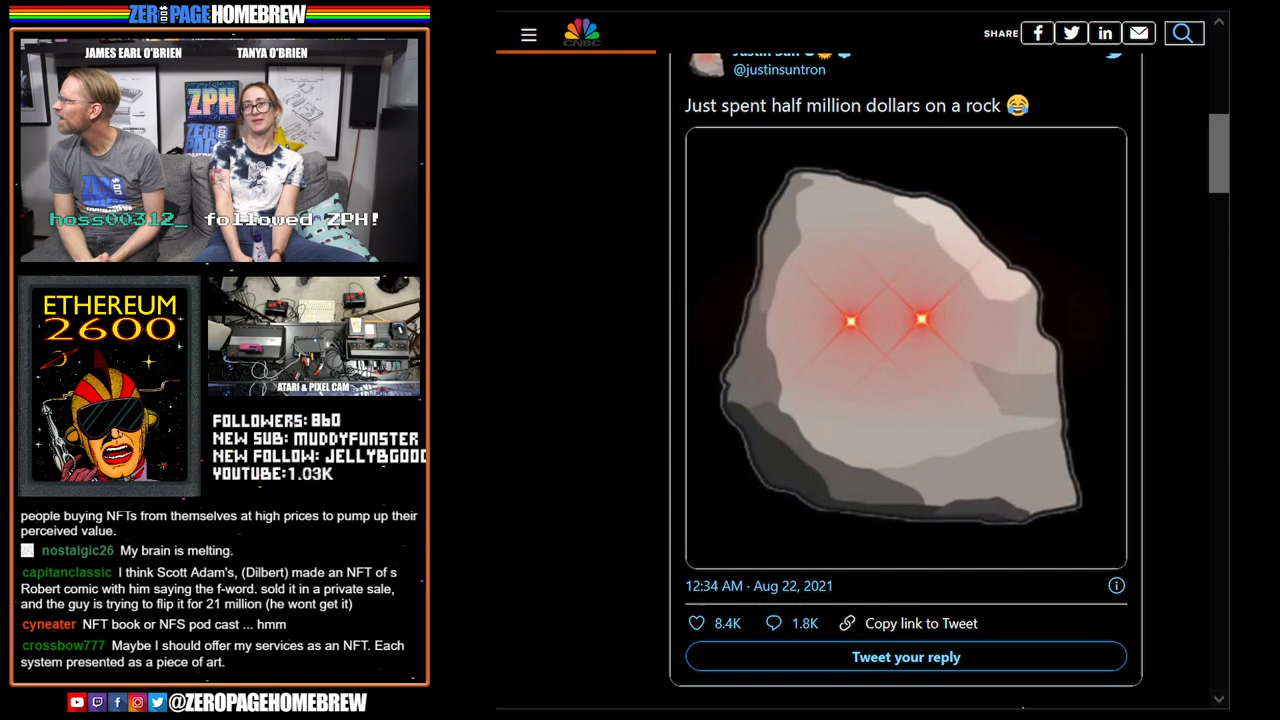 ZEROPAGEHOMEBREW
JAMES EARL O'BRIEN
TANYA O'BRIEN
ZPH
ZERO
PAGE
hoss00312_ followed ZPH!
ETHEREUM
2600
ATARI & PIXEL CAM
FOLLOWERS: 860
NEW SUB: MUDDYFUNSTER
NEW FOLLOW: JELLYBGOOD
YOUTUBE:1.03K
people buying NFTs from themselves at high prices to pump up their
perceived value.
nostalgic26 My brain is melting.
capitanclassic I think Scott Adam's, (Dilbert) made an NFT of s
Robert comic with him saying the f-word. sold it in a private sale,
and the guy is trying to flip it for 21 million (he wont get it)
cyneater NFT book or NFS pod cast ... hmm
crossbow777 Maybe I should offer my services as an NFT. Each
system presented as a piece of art.
@ZEROPAGEHOMEBREW
CNBC
SHARE
Justin Sun
@justinsuntron
Just spent half million dollars on a rock 😂
12:34 AM · Aug 22, 2021
8.4K
1.8K
Copy link to Tweet
Tweet your reply